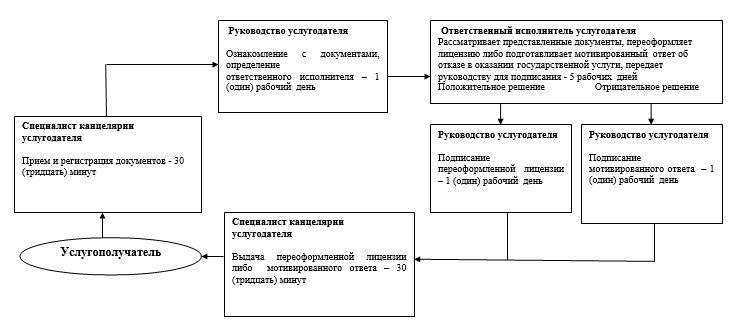 Руководство услугодателя
Ознакомление с документами,
определение
ответственного исполнителя – 1
(один) рабочий день
Ответственный исполнитель услугодателя
Рассматривает представленные документы, переоформляет
лицензию либо подготавливает мотивированный ответ об
отказе в оказании государственной услуги, передает
руководству для подписания - 5 рабочих дней
Положительное решение Отрицательное решение
Специалист канцелярии
услугодателя
Прием и регистрация документов - 30
(тридцать) минут
Руководство услугодателя
Подписание
переоформленной лицензии
– 1 (один) рабочий день
Руководство услугодателя
Подписание
мотивированного ответа – 1
(один) рабочий день
Специалист канцелярии
услугодателя
Выдача переоформленной лицензии
либо мотивированного ответа – 30
(тридцать) минут
Услугополучатель